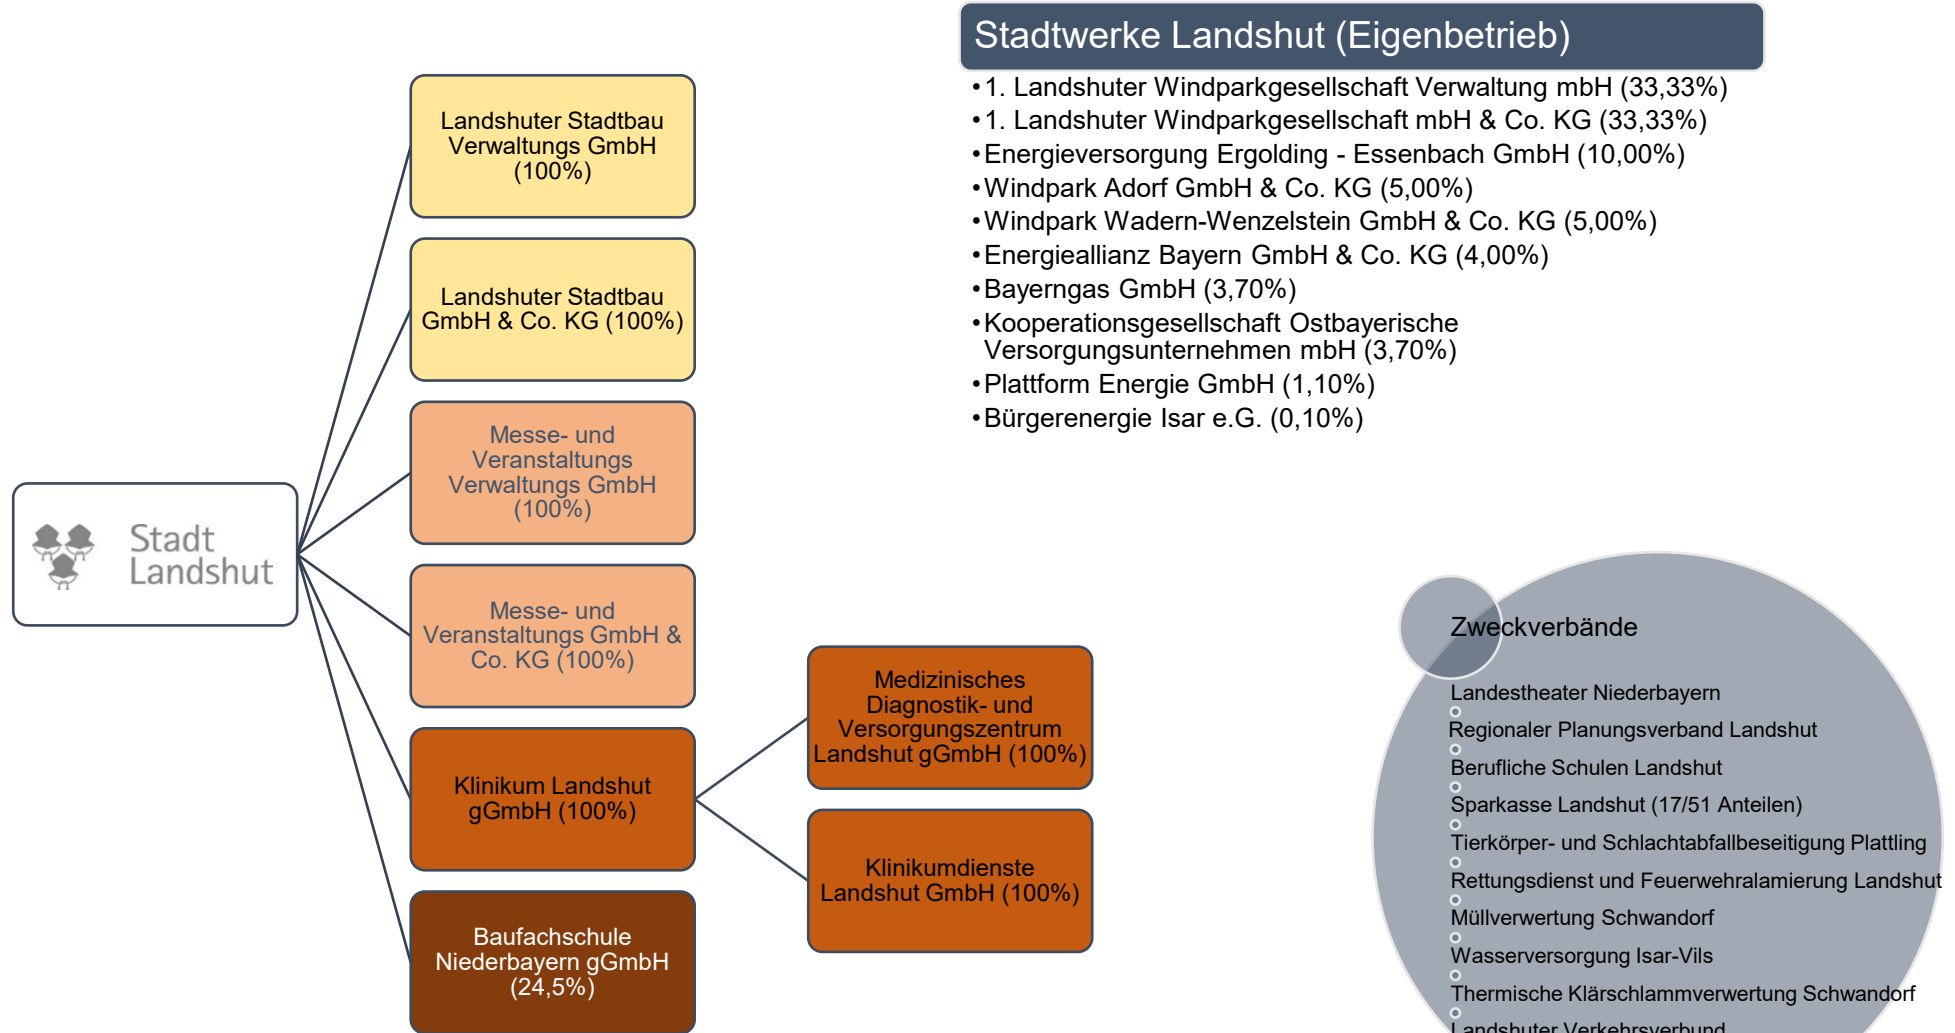 Stadtwerke Landshut (Eigenbetrieb)
•1. Landshuter Windparkgesellschaft Verwaltung mbH (33,33%)
•1. Landshuter Windparkgesellschaft mbH & Co. KG (33,33%)
•Energieversorgung Ergolding - Essenbach GmbH (10,00%)
•Windpark Adorf GmbH & Co. KG (5,00%)
•Windpark Wadern-Wenzelstein GmbH & Co. KG (5,00%)
•Energieallianz Bayern GmbH & Co. KG (4,00%)
•Bayerngas GmbH (3,70%)
•Kooperationsgesellschaft Ostbayerische
Versorgungsunternehmen mbH (3,70%)
•Plattform Energie GmbH (1,10%)
•Bürgerenergie Isar e.G. (0,10%)
Stadt
Landshut
Landshuter Stadtbau
Verwaltungs GmbH
(100%)
Landshuter Stadtbau
GmbH & Co. KG (100%)
Messe- und
Veranstaltungs
Verwaltungs GmbH
(100%)
Messe- und
Veranstaltungs GmbH &
Co. KG (100%)
Klinikum Landshut
gGmbH (100%)
Baufachschule
Niederbayern gGmbH
(24,5%)
Medizinisches
Diagnostik- und
Versorgungszentrum
Landshut gGmbH (100%)
Klinikumdienste
Landshut GmbH (100%)
Zweckverbände
Landestheater Niederbayern
Regionaler Planungsverband Landshut
Berufliche Schulen Landshut
Sparkasse Landshut (17/51 Anteilen)
Tierkörper- und Schlachtabfallbeseitigung Plattling
Rettungsdienst und Feuerwehralamierung Landshut
Müllverwertung Schwandorf
Wasserversorgung Isar-Vils
Thermische Klärschlammverwertung Schwandorf
Landshuter Verkehrsverbund